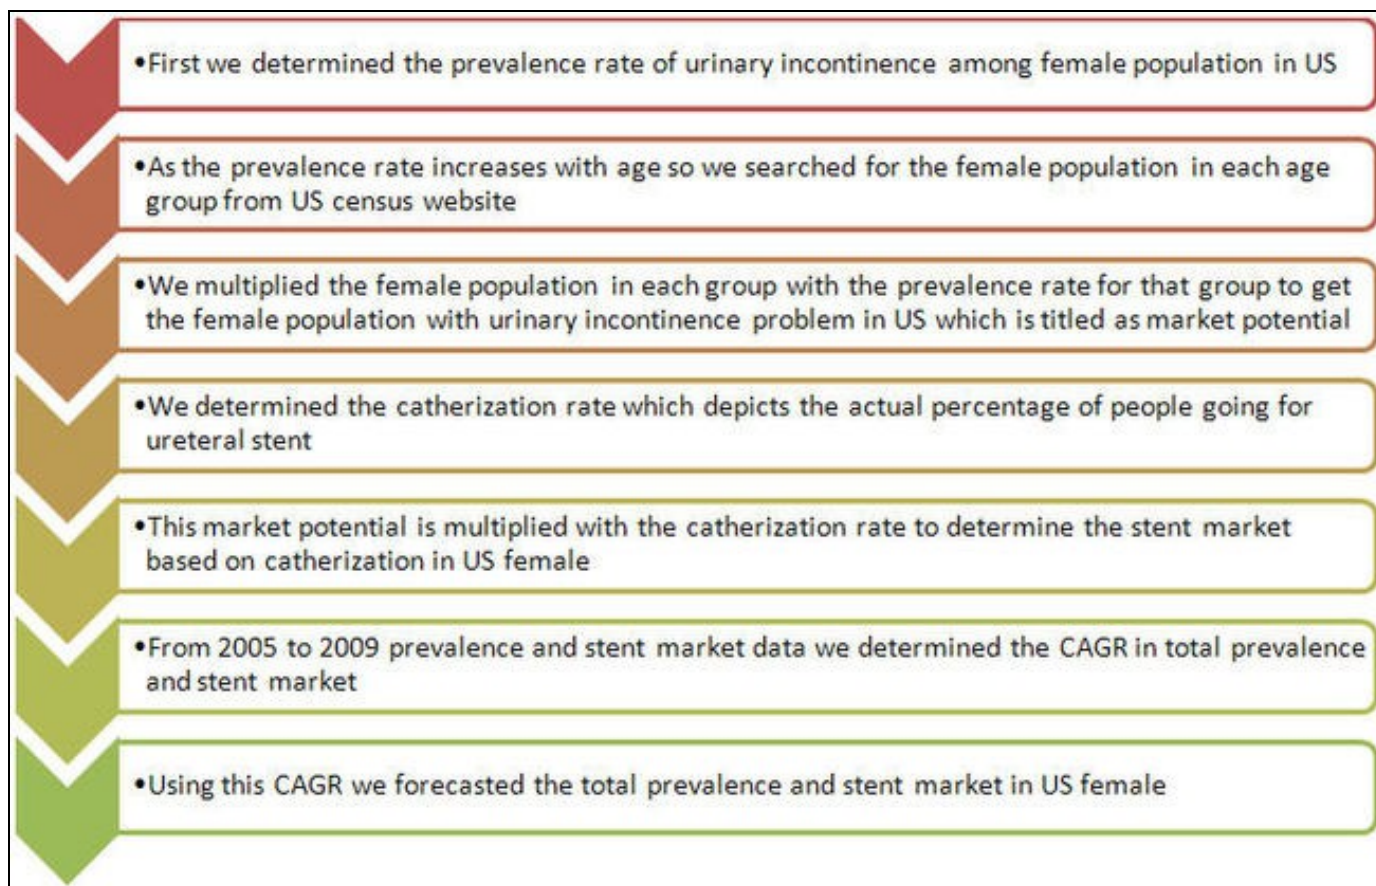 •First we determined the prevalence rate of urinary incontinence among female population in US
•As the prevalence rate increases with age so we searched for the female population in each age
group from US census website
•We multiplied the female population in each group with the prevalence rate for that group to get
the female population with urinary incontinence problem in US which is titled as market potential
•We determined the catherization rate which depicts the actual percentage of people going for
ureteral stent
•This market potential is multiplied with the catherization rate to determine the stent market
based on catherization in US female
•From 2005 to 2009 prevalence and stent market data we determined the CAGR in total prevalence
and stent market
•Using this CAGR we forecasted the total prevalence and stent market in US female